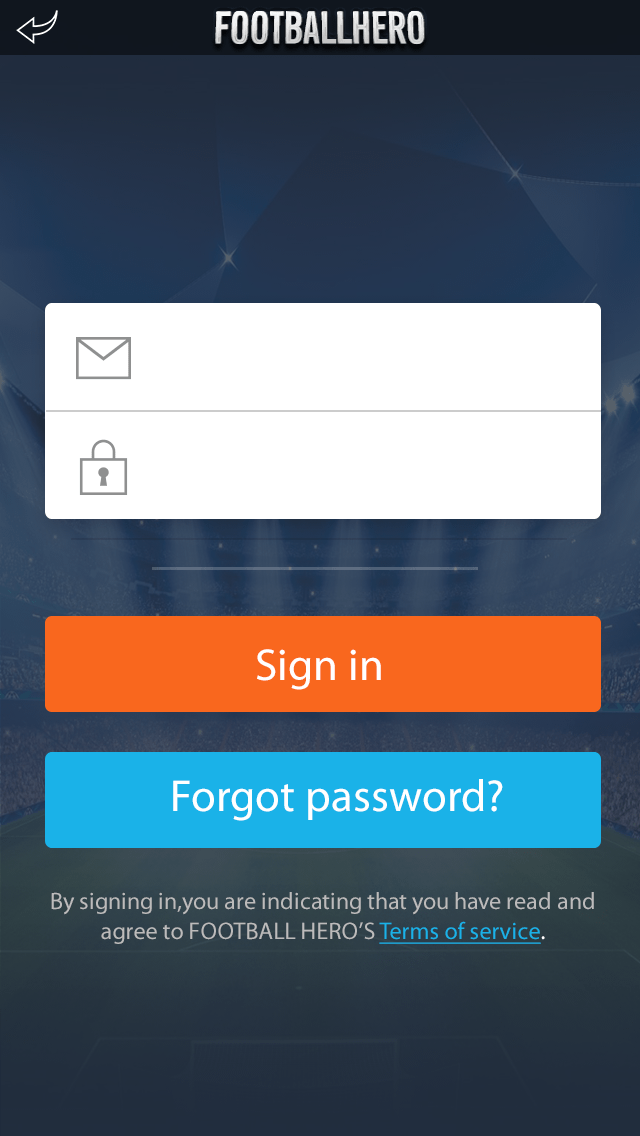 FOOTBALLHERO
Sign in
Forgot password?
By signing in,you are indicating that you have read and
agree to FOOTBALL HERO’S Terms of service.